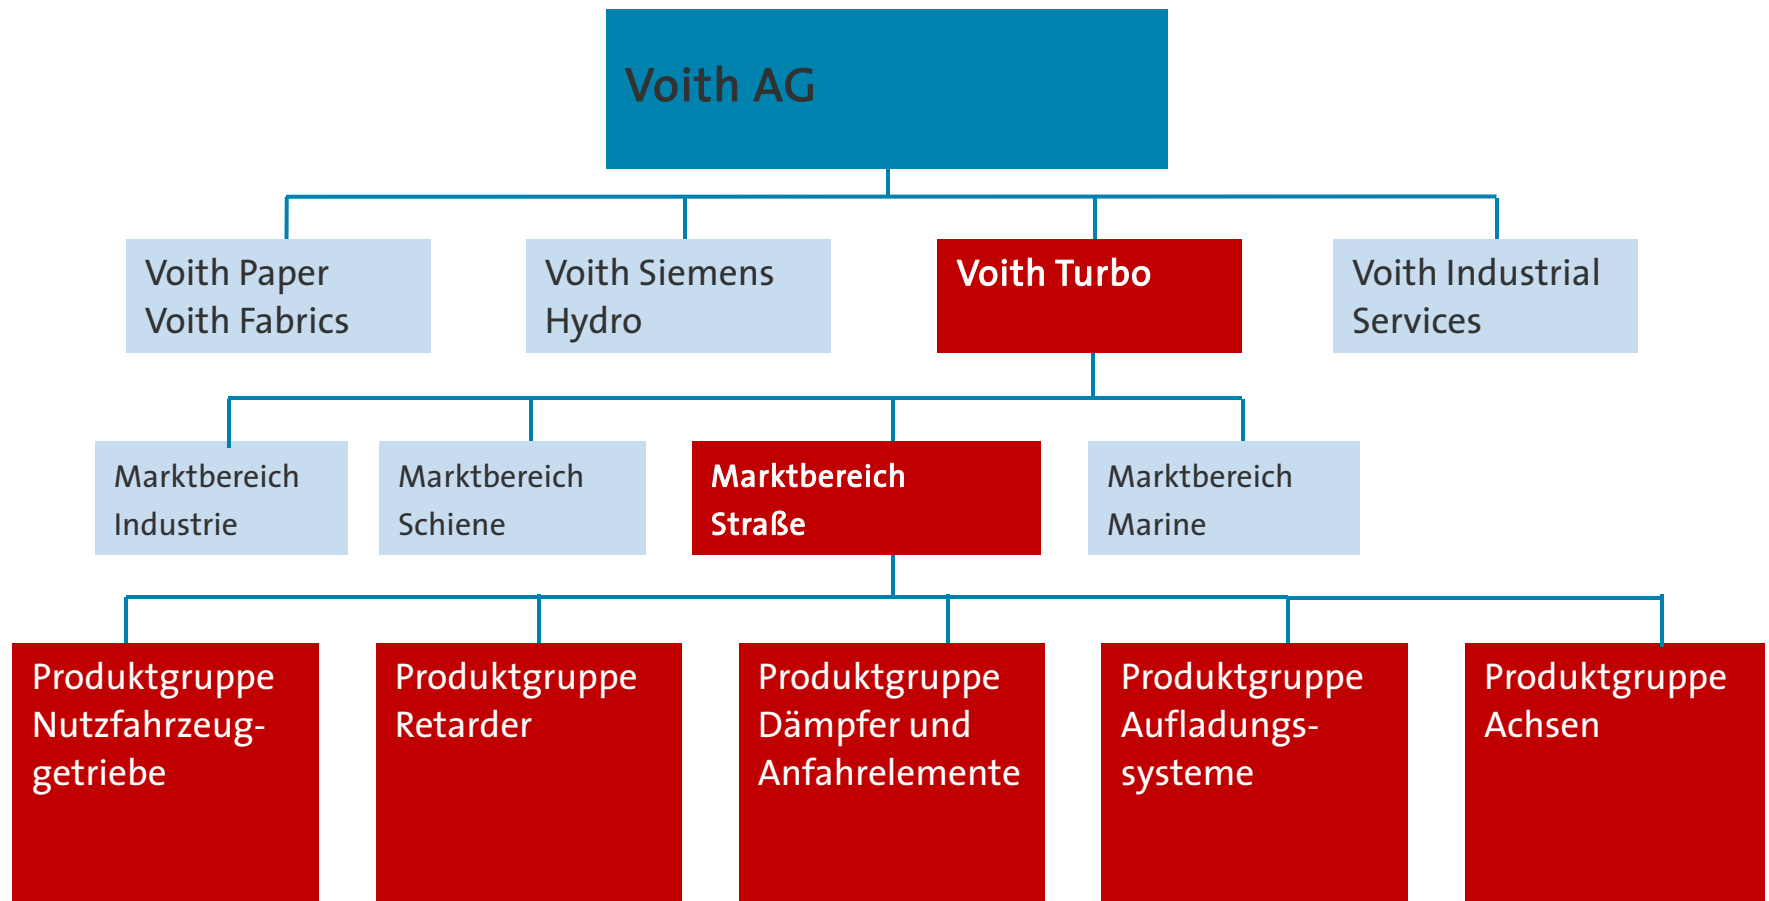 Voith AG
Voith Paper
Voith Fabrics
Voith Siemens
Hydro
Voith Turbo
Voith Industrial
Services
Marktbereich
Industrie
Marktbereich
Schiene
Marktbereich
Straße
Marktbereich
Marine
Produktgruppe
Nutzfahrzeug-
getriebe
Produktgruppe
Retarder
Produktgruppe
Dämpfer und
Anfahrelemente
Produktgruppe
Aufladungs-
systeme
Produktgruppe
Achsen